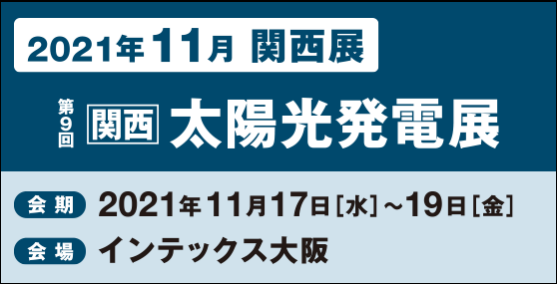 2021年11月 関西展
第9回 [関西] 太陽光発電展
会期 2021年11月17日[水]~19日[金]
会場 インテックス大阪